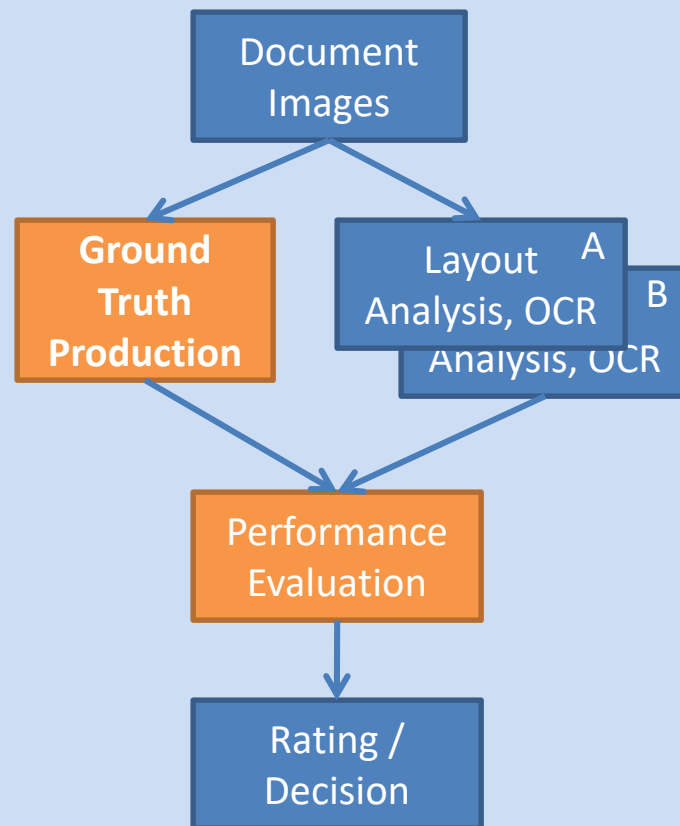 Document
Images
Ground
Truth
Production
A
Layout
Analysis, OCR
B
Analysis, OCR
Performance
Evaluation
Rating /
Decision